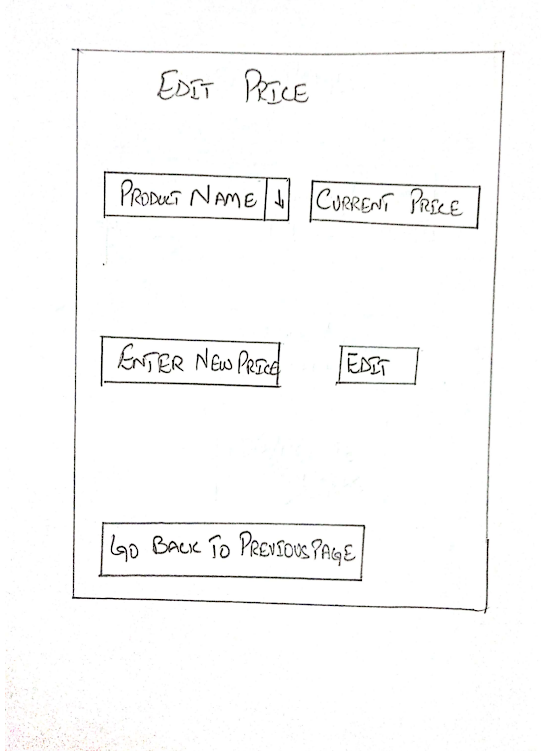 EDIT PRICE
PRODUCT NAME ↓ CURRENT PRICE
ENTER NEW PRICE EDIT
GO BACK TO PREVIOUS PAGE